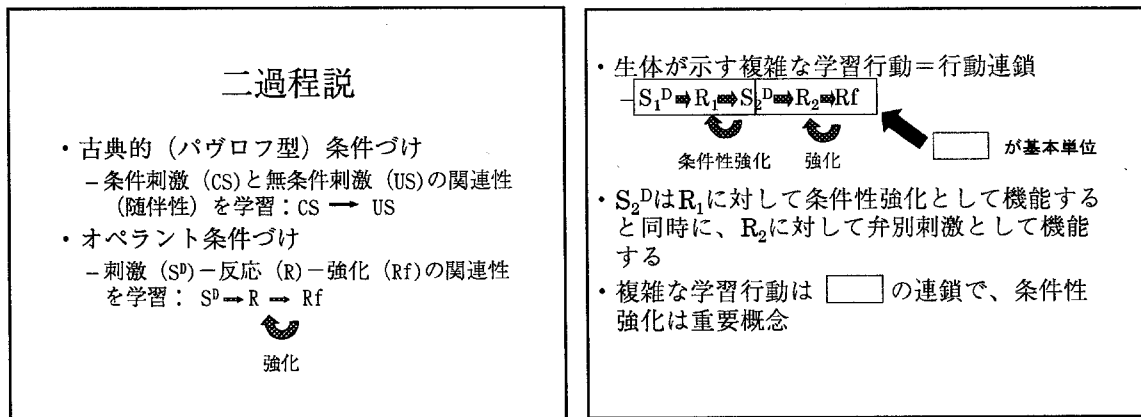 二過程説
・古典的（パヴロフ型）条件づけ
－条件刺激（CS)と無条件刺激（US)の関連性
（随伴性）を学習：CS → US
・オペラント条件づけ
－刺激（Sᴰ)－反応（R)－強化（Rf)の関連性
を学習： Sᴰ➡R ➡ Rf
強化
・生体が示す複雑な学習行動＝行動連鎖
－S₁ᴰ➡R₁➡S₂ᴰ➡R₂➡Rf
条件性強化 強化
が基本単位
・S₂ᴰはR₁に対して条件性強化として機能する
と同時に、R₂に対して弁別刺激として機能
する
・複雑な学習行動は の連鎖で、条件性
強化は重要概念